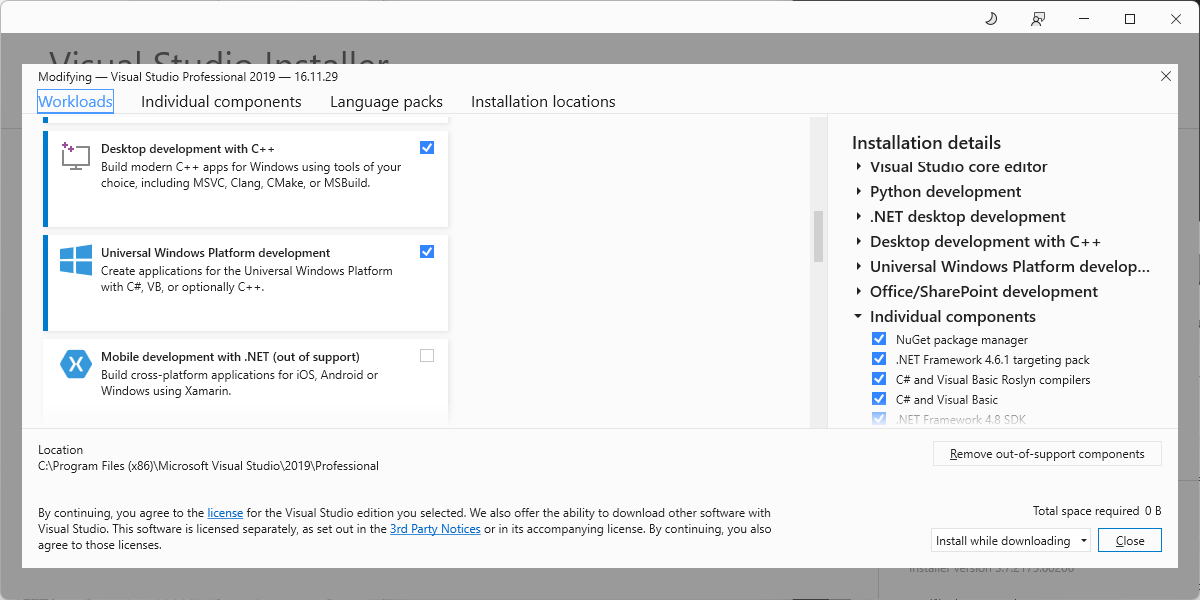 Visual Studio Installer
Modifying — Visual Studio Professional 2019 — 16.11.29
Workloads
Individual components
Language packs
Installation locations
Desktop development with C++
Build modern C++ apps for Windows using tools of your
choice, including MSVC, Clang, CMake, or MSBuild.
Universal Windows Platform development
Create applications for the Universal Windows Platform
with C#, VB, or optionally C++.
Mobile development with .NET (out of support)
Build cross-platform applications for iOS, Android or
Windows using Xamarin.
Installation details
Visual Studio core editor
Python development
.NET desktop development
Desktop development with C++
Universal Windows Platform develop...
Office/SharePoint development
Individual components
NuGet package manager
.NET Framework 4.6.1 targeting pack
C# and Visual Basic Roslyn compilers
C# and Visual Basic
.NET Framework 4.8 SDK
Location
C:\Program Files (x86)\Microsoft Visual Studio\2019\Professional
Remove out-of-support components
By continuing, you agree to the license for the Visual Studio edition you selected. We also offer the ability to download other software with
Visual Studio. This software is licensed separately, as set out in the 3rd Party Notices or in its accompanying license. By continuing, you also
agree to those licenses.
Total space required 0 B
Install while downloading
Close